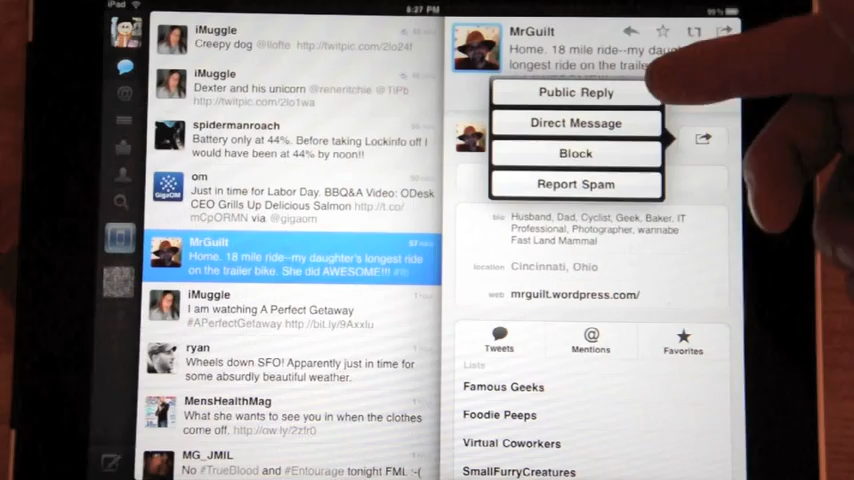 iPad
8:27 PM
99%
iMuggle
Creepy dog @llofte http://twitpic.com/2lo24f
iMuggle
Dexter and his unicorn @reneritchie @TiPb
http://twitpic.com/2lo1wa
spidermanroach
Battery only at 44%. Before taking Lockinfo off I
would have been at 44% by noon!!
om
Just in time for Labor Day. BBQ&A Video: ODesk
CEO Grills Up Delicious Salmon http://t.co/
mCpORMN via @gigaom
GigaOM
MrGuilt
Home. 18 mile ride--my daughter's longest ride
on the trailer bike. She did AWESOME!!!
iMuggle
I am watching A Perfect Getaway
#APerfectGetaway http://bit.ly/9Axxlu
ryan
Wheels down SFO! Apparently just in time for
some absurdly beautiful weather.
MensHealthMag
What she wants to see you in when the clothes
come off. http://ow.ly/2zfr0
MG_JMIL
No #TrueBlood and #Entourage tonight FML :-(
MrGuilt
Home. 18 mile ride--my
longest ride on the trailer
Public Reply
Direct Message
Block
Report Spam
bio Husband, Dad, Cyclist, Geek, Baker, IT
Professional, Photographer, wannabe
Fast Land Mammal
location Cincinnati, Ohio
web mrguilt.wordpress.com/
Tweets
Mentions
Favorites
Lists
Famous Geeks
Foodie Peeps
Virtual Coworkers
SmallFurryCreatures